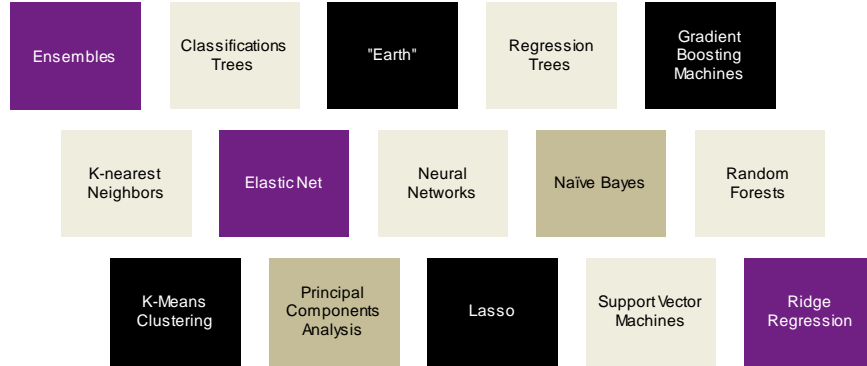 Ensembles
Classifications
Trees
"Earth"
Regression
Trees
Gradient
Boosting
Machines
K-nearest
Neighbors
Elastic Net
Neural
Networks
Naïve Bayes
Random
Forests
K-Means
Clustering
Principal
Components
Analysis
Lasso
Support Vector
Machines
Ridge
Regression